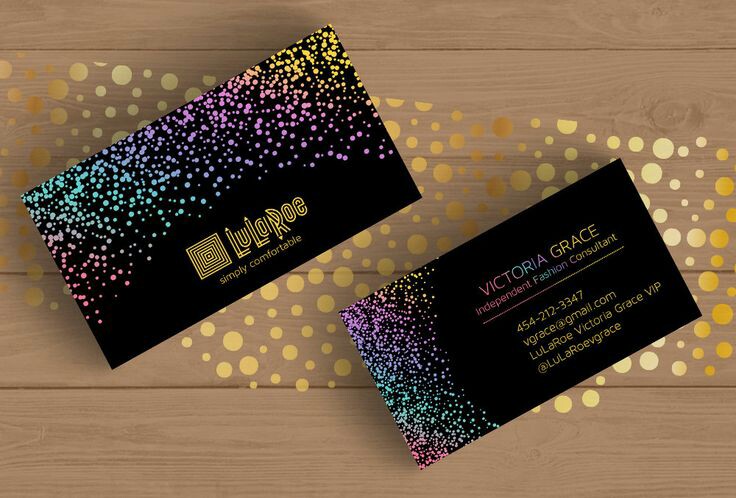 LuLaRoe
simply comfortable
VICTORIA GRACE
Independent Fashion Consultant
454-212-3347
vgrace@gmail.com
LuLaRoe Victoria Grace VIP
@LuLaRoevgrace